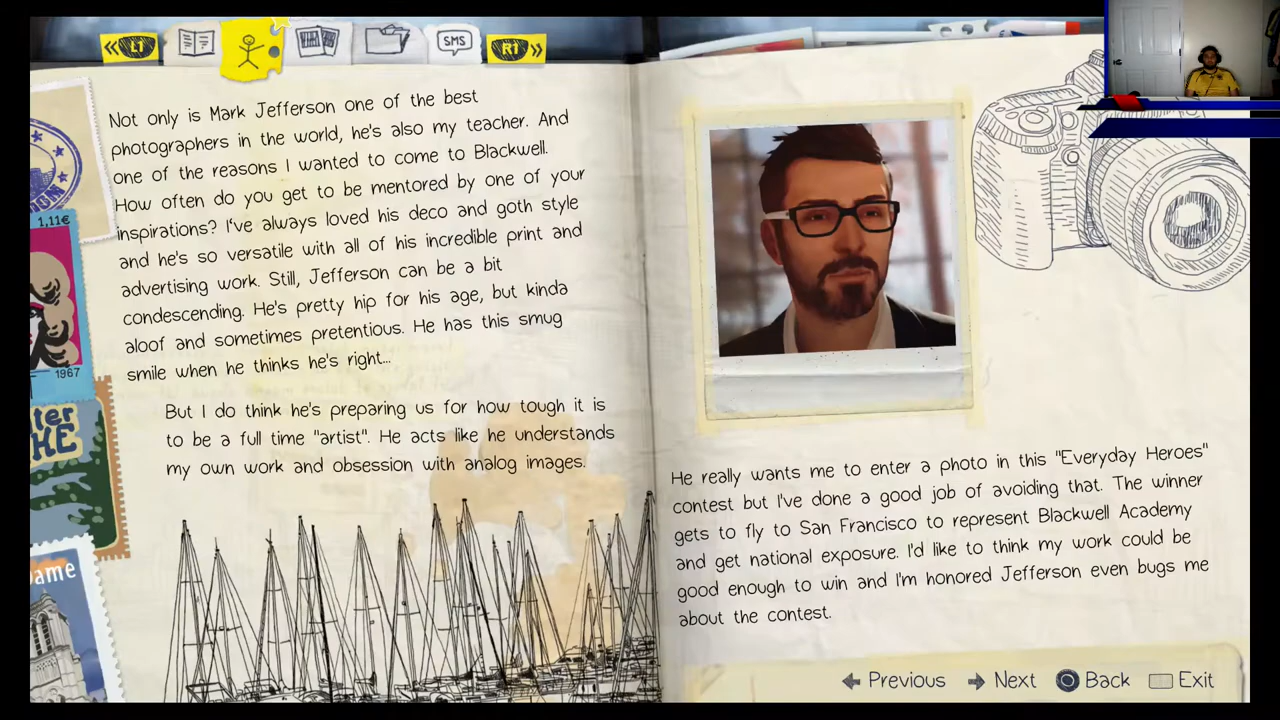 L1
SMS
R1
Not only is Mark Jefferson one of the best
photographers in the world, he's also my teacher. And
one of the reasons I wanted to come to Blackwell.
How often do you get to be mentored by one of your
inspirations? I've always loved his deco and goth style
and he's so versatile with all of his incredible print and
advertising work. Still, Jefferson can be a bit
condescending. He's pretty hip for his age, but kinda
aloof and sometimes pretentious. He has this smug
smile when he thinks he's right...
But I do think he's preparing us for how tough it is
to be a full time "artist". He acts like he understands
my own work and obsession with analog images.
1,11€
1967
He really wants me to enter a photo in this "Everyday Heroes"
contest but I've done a good job of avoiding that. The winner
gets to fly to San Francisco to represent Blackwell Academy
and get national exposure. I'd like to think my work could be
good enough to win and I'm honored Jefferson even bugs me
about the contest.
Previous
Next
Back
Exit